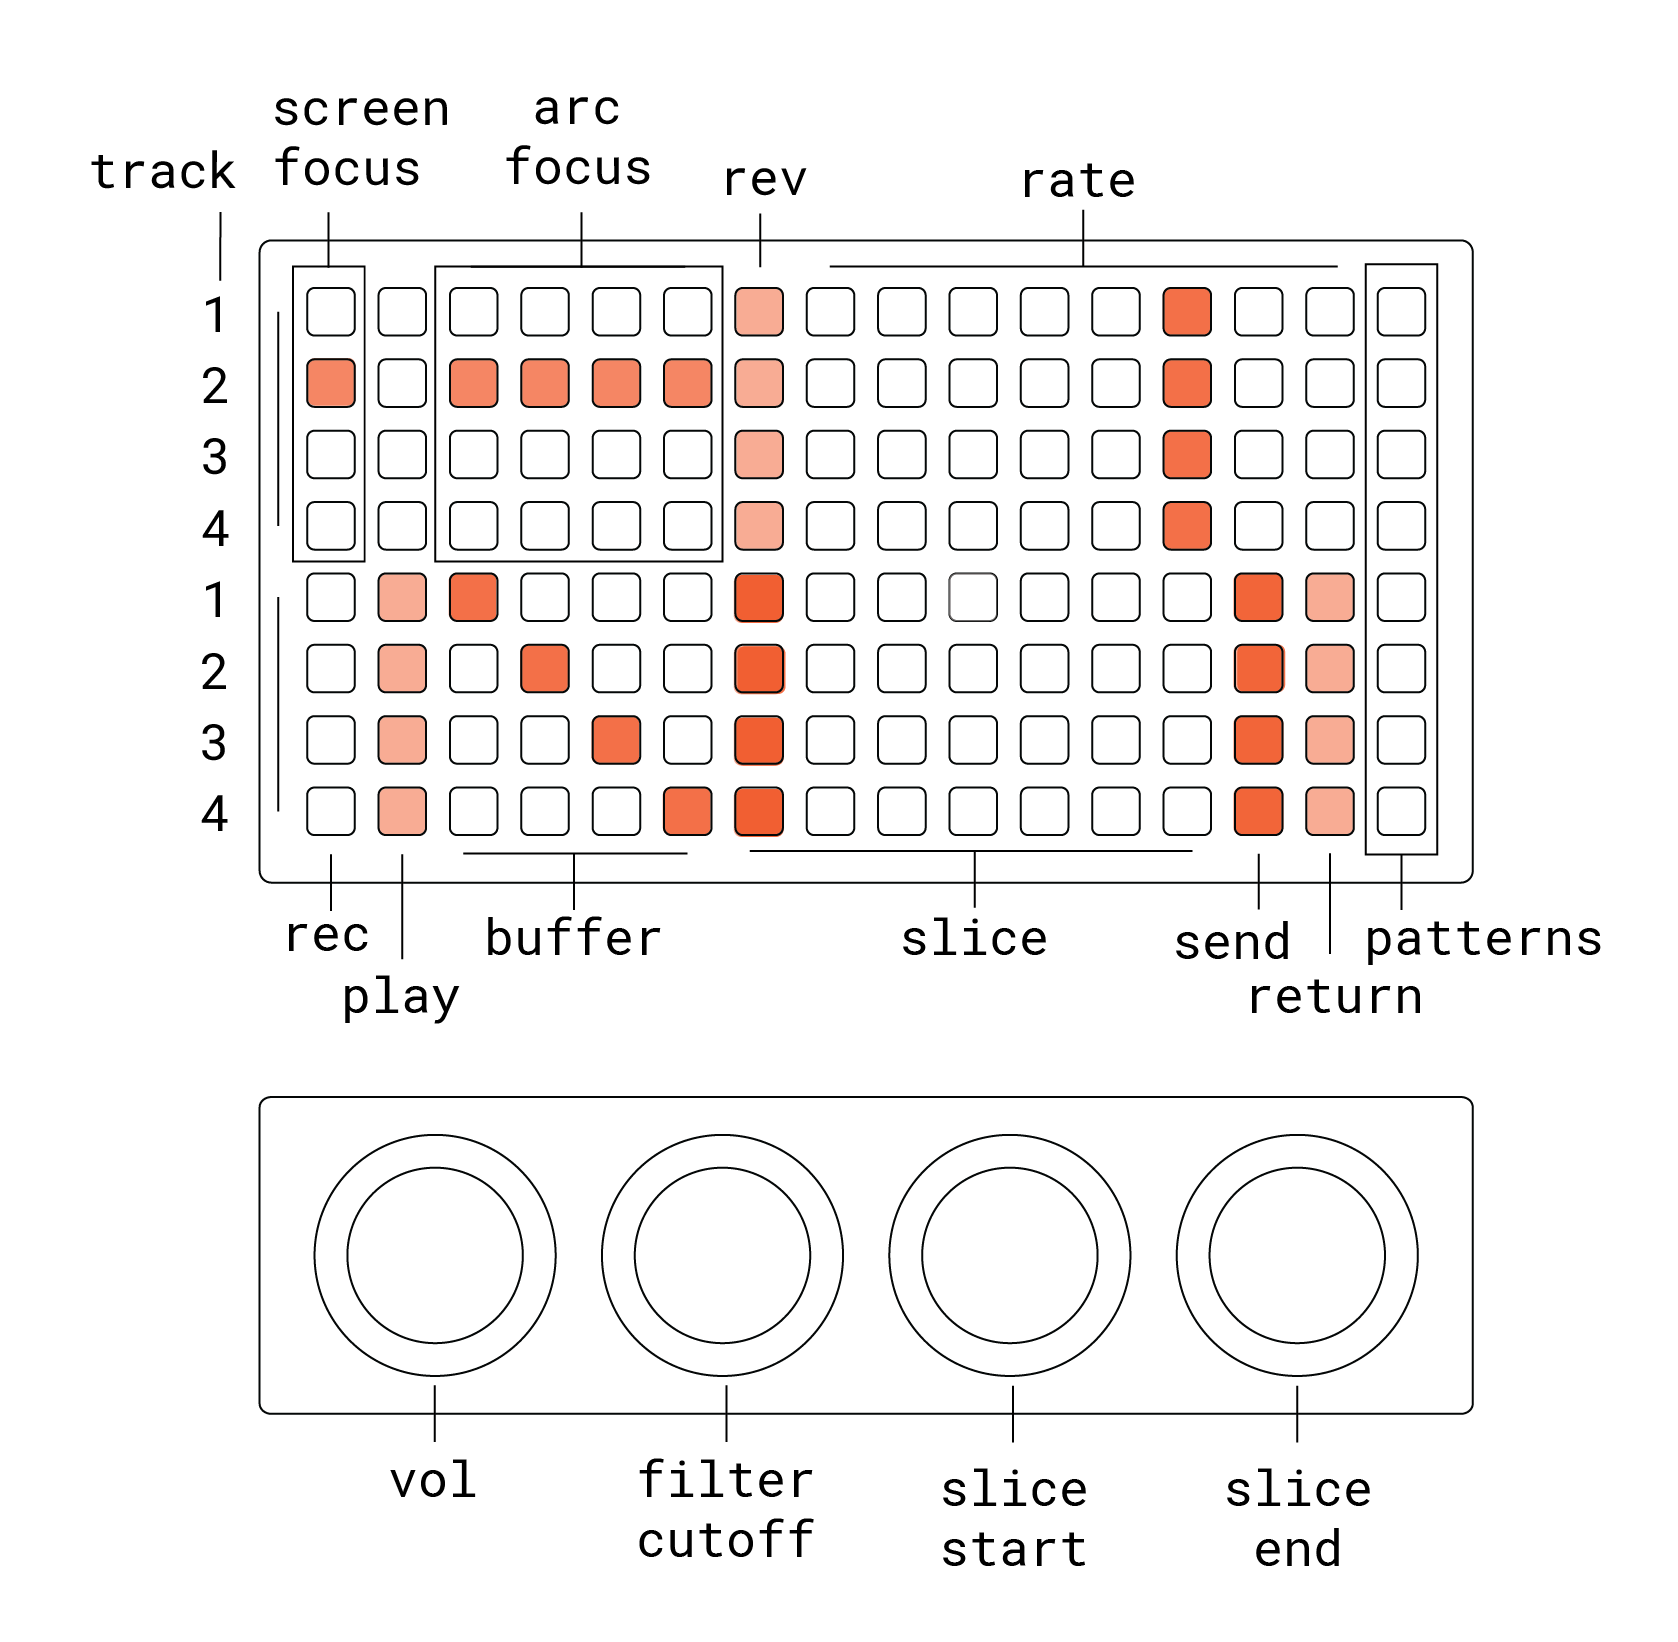 screen
focus
arc
focus
track
rev
rate
1
2
3
4
1
2
3
4
rec
play
buffer
slice
send
return
patterns
vol
filter
cutoff
slice
start
slice
end